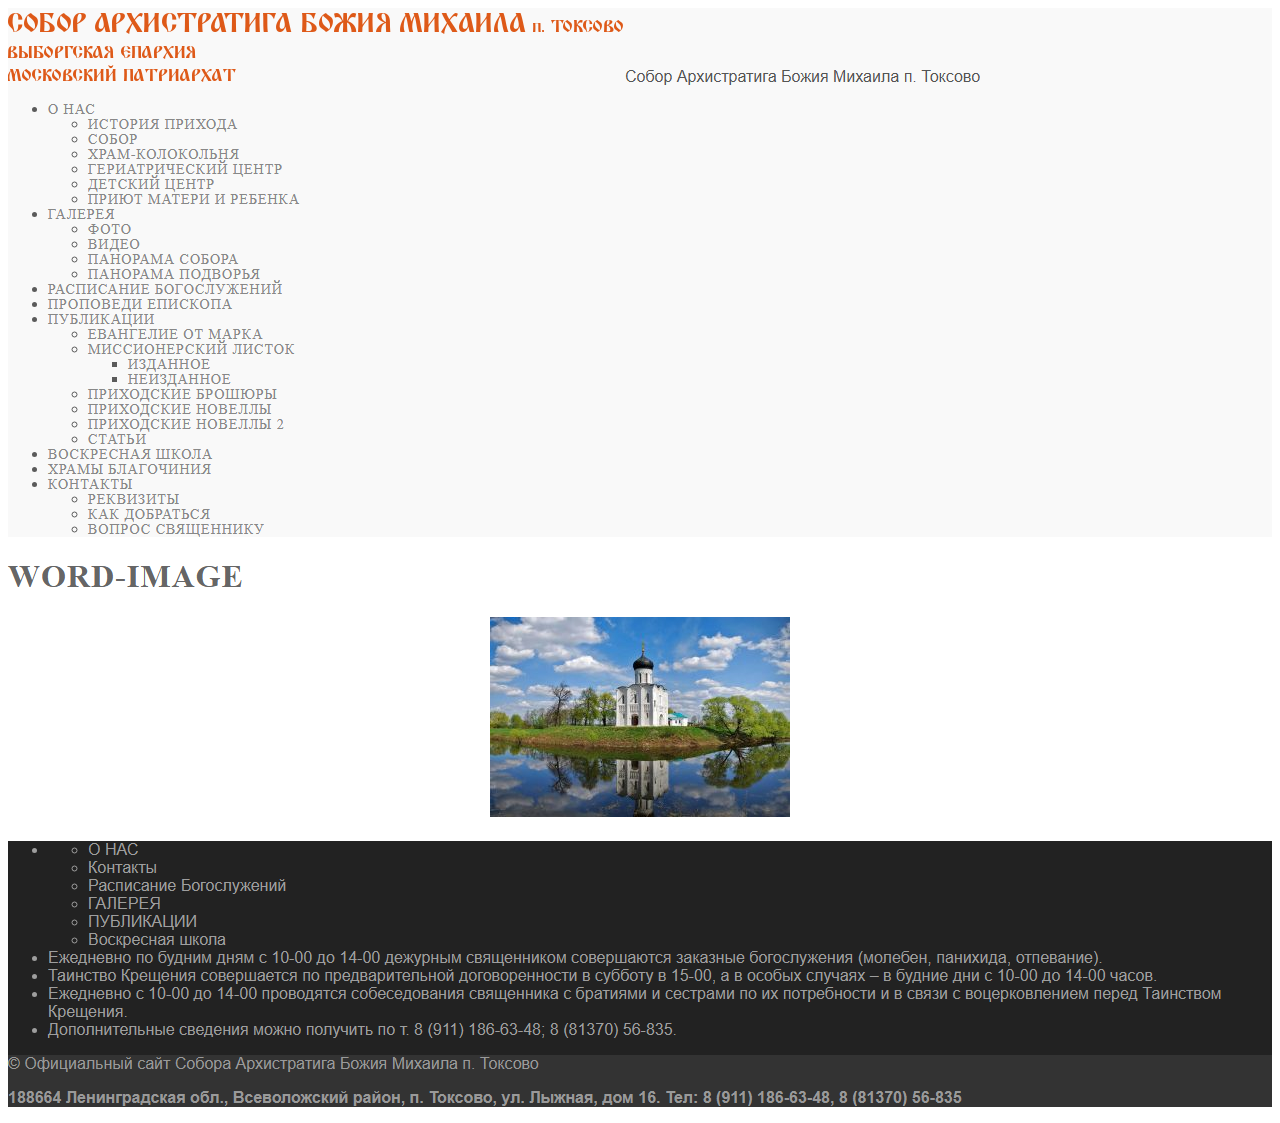 СОБОР АРХИСТРАТИГА БОЖИЯ МИХАИЛА п. ТОКСОВО
ВЫБОРГСКАЯ ЕПАРХИЯ
МОСКОВСКИЙ ПАТРИАРХАТ
Собор Архистратига Божия Михаила п. Токсово
О НАС
ИСТОРИЯ ПРИХОДА
СОБОР
ХРАМ-КОЛОКОЛЬНЯ
ГЕРИАТРИЧЕСКИЙ ЦЕНТР
ДЕТСКИЙ ЦЕНТР
ПРИЮТ МАТЕРИ И РЕБЕНКА
ГАЛЕРЕЯ
ФОТО
ВИДЕО
ПАНОРАМА СОБОРА
ПАНОРАМА ПОДВОРЬЯ
РАСПИСАНИЕ БОГОСЛУЖЕНИЙ
ПРОПОВЕДИ ЕПИСКОПА
ПУБЛИКАЦИИ
ЕВАНГЕЛИЕ ОТ МАРКА
МИССИОНЕРСКИЙ ЛИСТОК
ИЗДАННОЕ
НЕИЗДАННОЕ
ПРИХОДСКИЕ БРОШЮРЫ
ПРИХОДСКИЕ НОВЕЛЛЫ
ПРИХОДСКИЕ НОВЕЛЛЫ 2
СТАТЬИ
ВОСКРЕСНАЯ ШКОЛА
ХРАМЫ БЛАГОЧИНИЯ
КОНТАКТЫ
РЕКВИЗИТЫ
КАК ДОБРАТЬСЯ
ВОПРОС СВЯЩЕННИКУ
WORD-IMAGE
О НАС
Контакты
Расписание Богослужений
ГАЛЕРЕЯ
ПУБЛИКАЦИИ
Воскресная школа
Ежедневно по будним дням с 10-00 до 14-00 дежурным священником совершаются заказные богослужения (молебен, панихида, отпевание).
Таинство Крещения совершается по предварительной договоренности в субботу в 15-00, а в особых случаях – в будние дни с 10-00 до 14-00 часов.
Ежедневно с 10-00 до 14-00 проводятся собеседования священника с братиями и сестрами по их потребности и в связи с воцерковлением перед Таинством
Крещения.
Дополнительные сведения можно получить по т. 8 (911) 186-63-48; 8 (81370) 56-835.
© Официальный сайт Собора Архистратига Божия Михаила п. Токсово
188664 Ленинградская обл., Всеволожский район, п. Токсово, ул. Лыжная, дом 16. Тел: 8 (911) 186-63-48, 8 (81370) 56-835